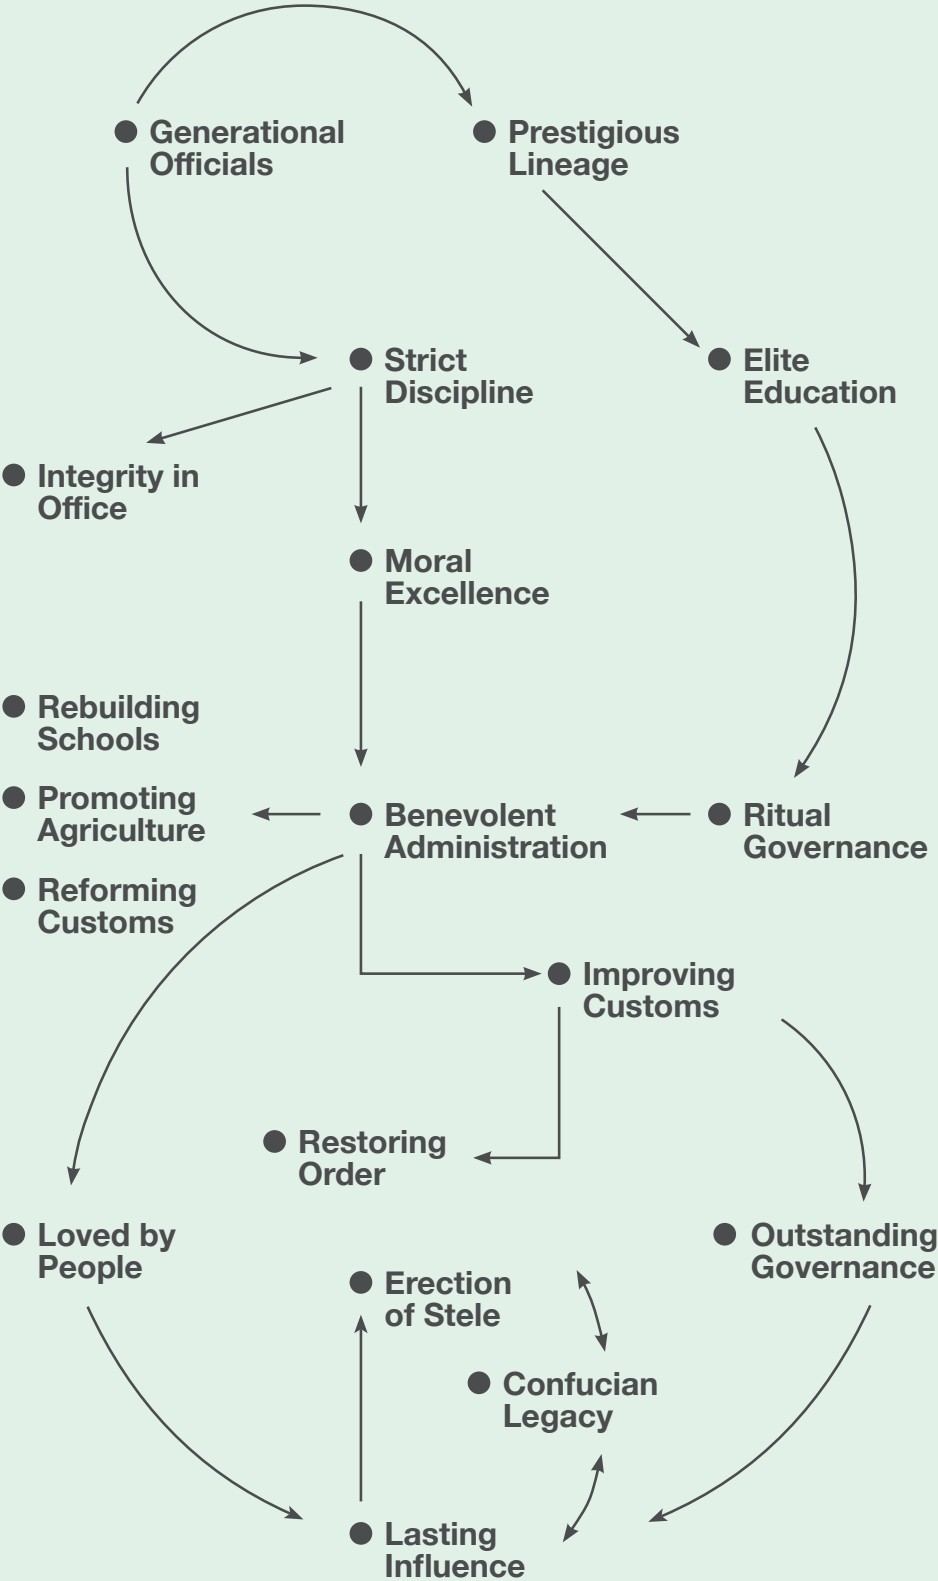 Generational
Officials
Prestigious
Lineage
Strict
Discipline
Elite
Education
Integrity in
Office
Moral
Excellence
Rebuilding
Schools
Promoting
Agriculture
Benevolent
Administration
Ritual
Governance
Reforming
Customs
Improving
Customs
Restoring
Order
Loved by
People
Outstanding
Governance
Erection
of Stele
Confucian
Legacy
Lasting
Influence